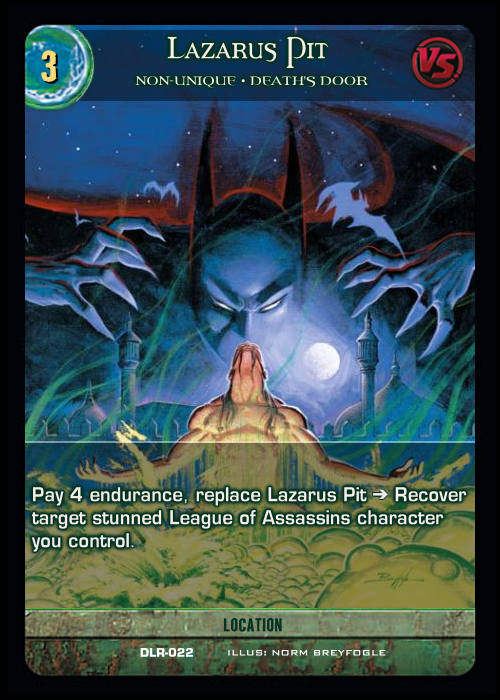 3
LAZARUS PIT
VS
NON-UNIQUE • DEATH'S DOOR
Pay 4 endurance, replace Lazarus Pit ➔ Recover
target stunned League of Assassins character
you control.
LOCATION
DLR-022 ILLUS: NORM BREYFOGLE